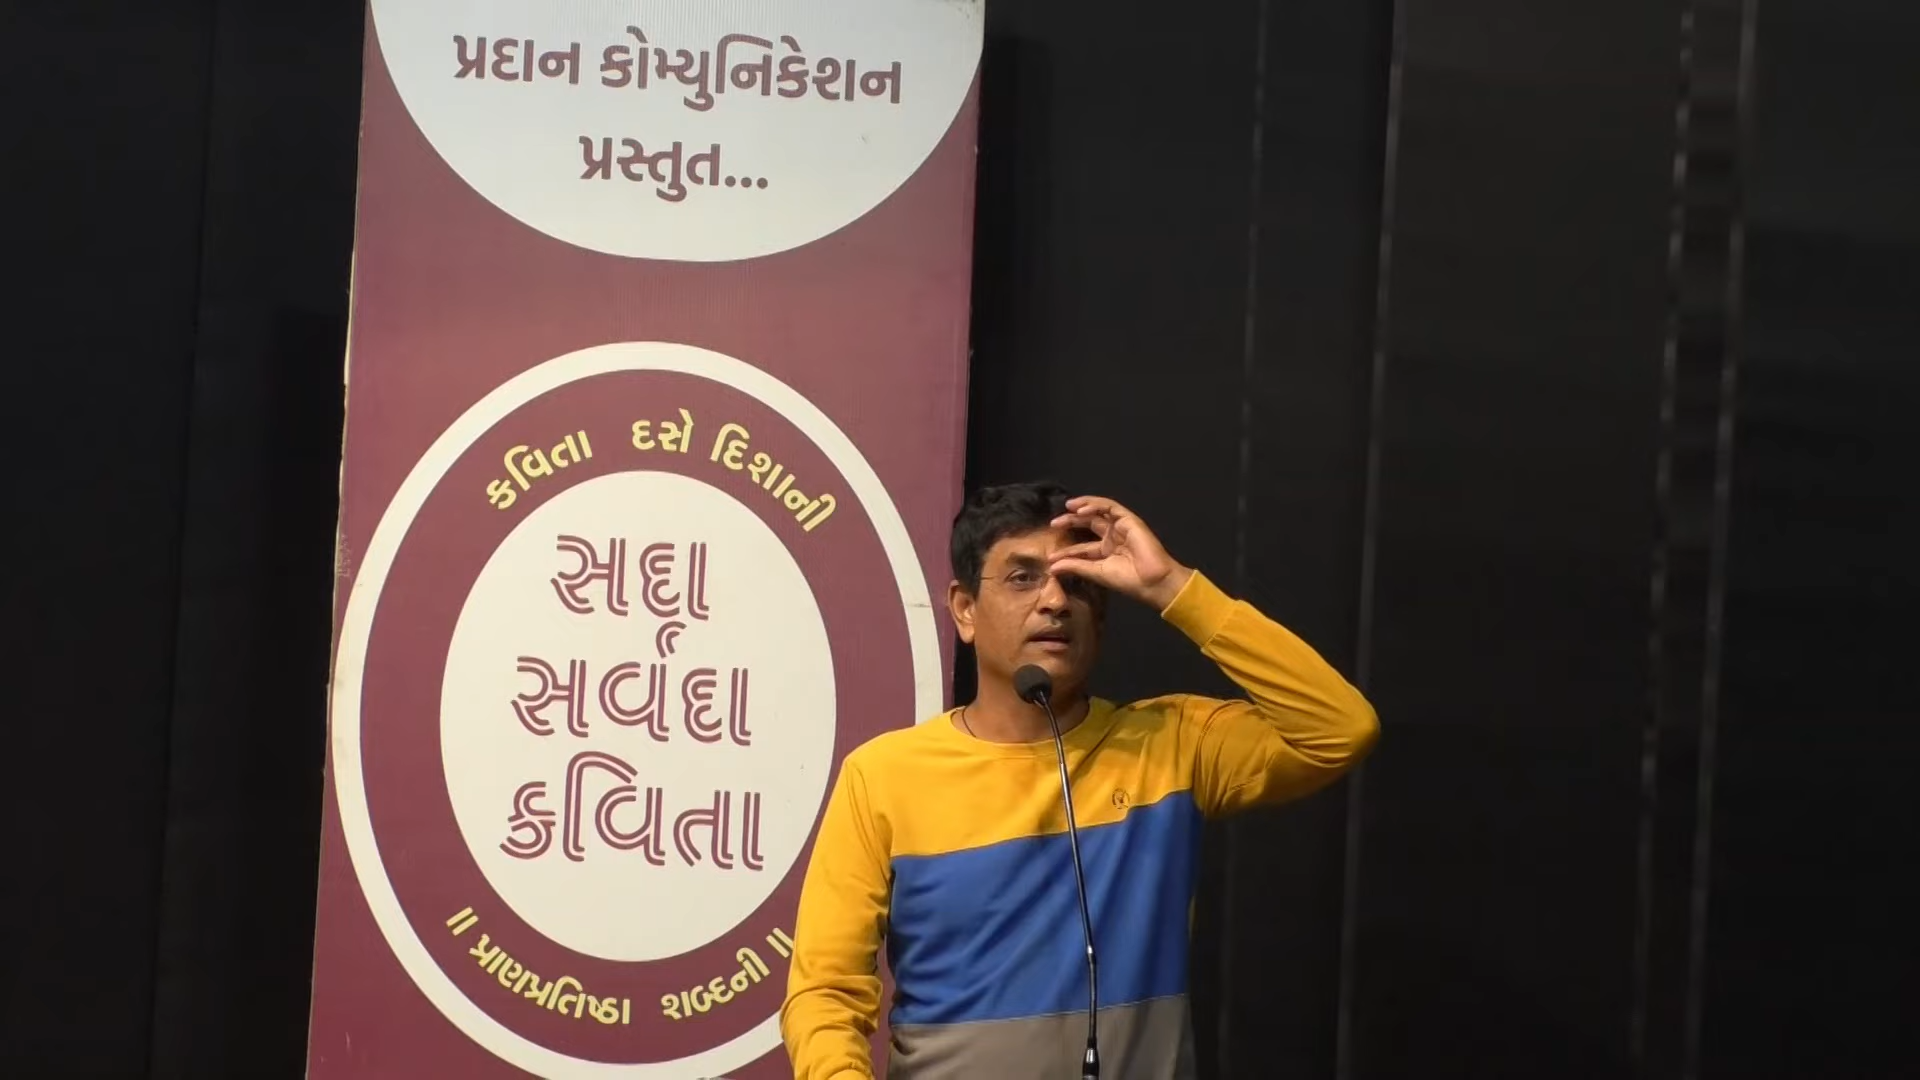 પ્રદાન કોમ્યુનિકેશન
પ્રસ્તુત...
કવિતા દસે દિશાની
સદા
સર્વદા
કવિતા
॥ પ્રાણપ્રતિષ્ઠા શબ્દની ॥